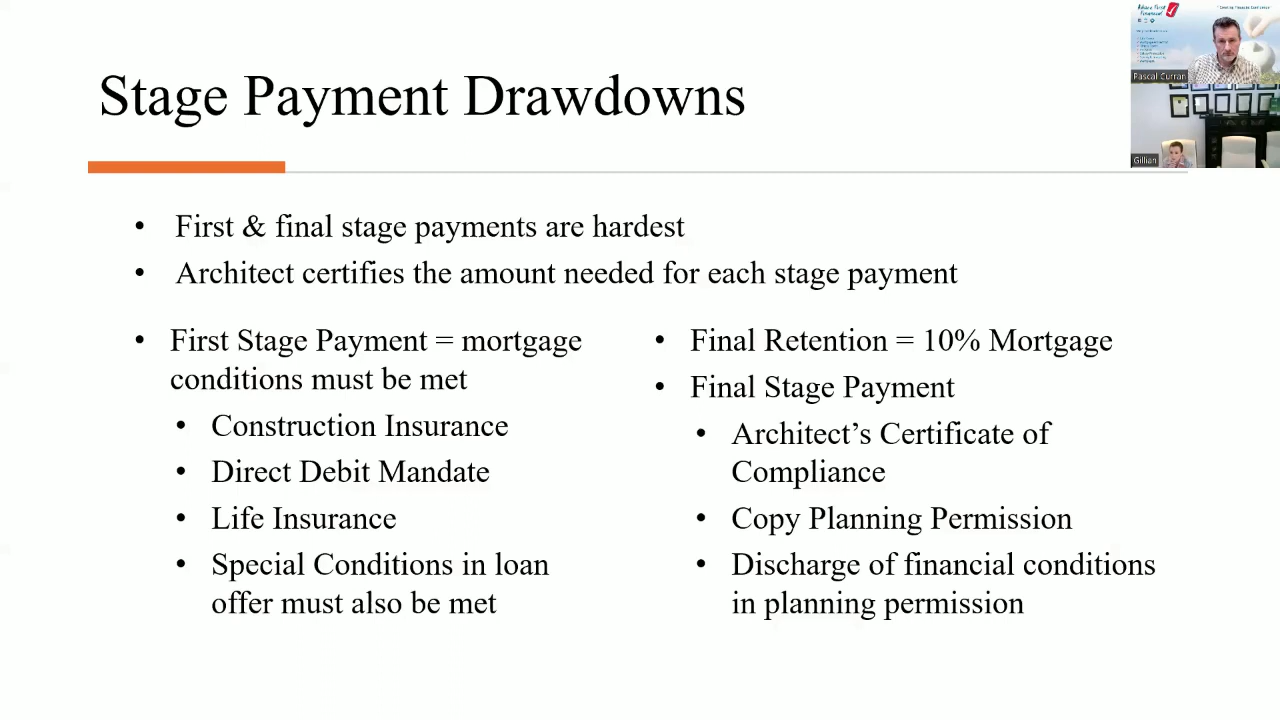 Stage Payment Drawdowns
Advice First
Financial
Pascal Curran
Gillian
• First & final stage payments are hardest
• Architect certifies the amount needed for each stage payment
• First Stage Payment = mortgage
conditions must be met
• Construction Insurance
• Direct Debit Mandate
• Life Insurance
• Special Conditions in loan
offer must also be met
• Final Retention = 10% Mortgage
• Final Stage Payment
• Architect’s Certificate of
Compliance
• Copy Planning Permission
• Discharge of financial conditions
in planning permission